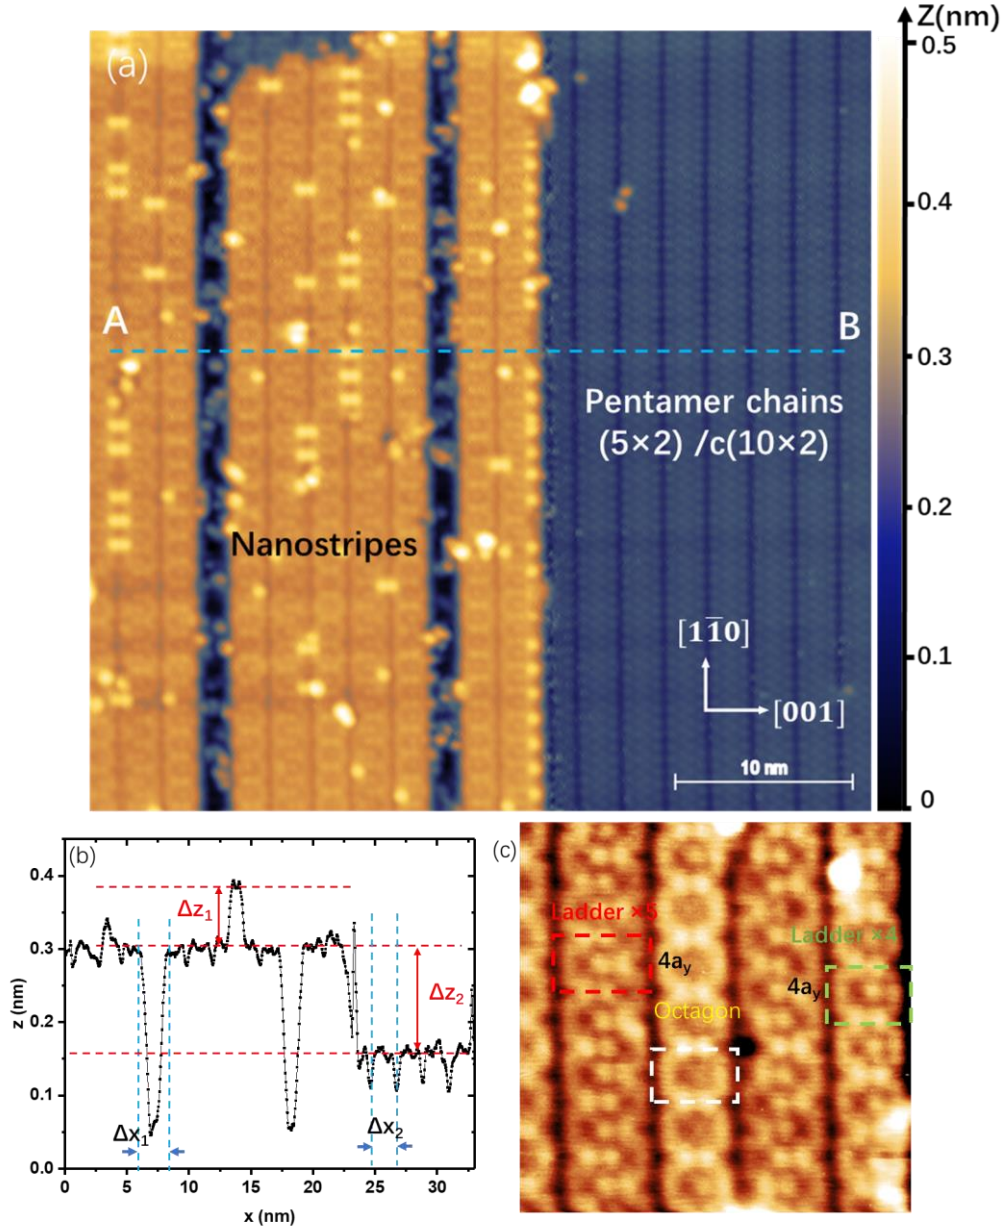 Z(nm)
0.5
(a)
0.4
A
B
0.3
Pentamer chains
(5×2) /c(10×2)
0.2
Nanostripes
[11̅0]
0.1
[001]
10 nm
0
(b)
(c)
0.4
Δz₁
Ladder ×5
0.3
Ladder ×4
4aᵧ
Δz₂
4aᵧ
z (nm)
0.2
Octagon
0.1
Δx₁
Δx₂
0.0
0 5 10 15 20 25 30
x (nm)